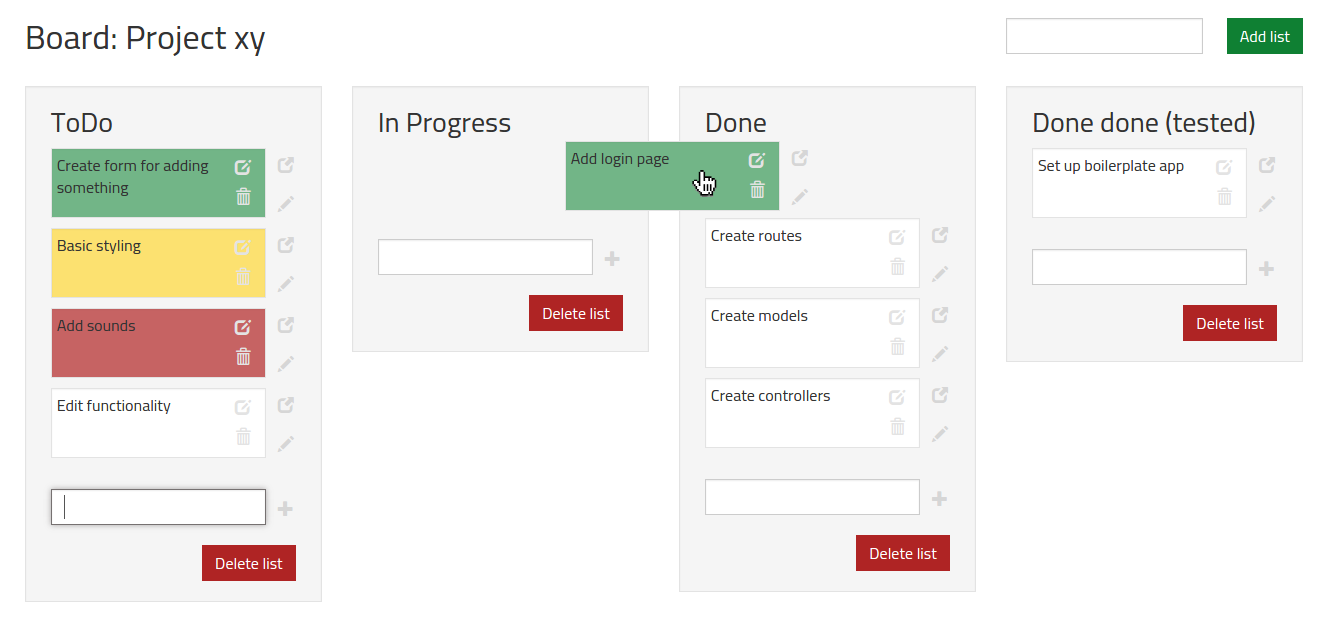 Board: Project xy
Add list
ToDo
Create form for adding
something
Basic styling
Add sounds
Edit functionality
Delete list
In Progress
Add login page
Delete list
Done
Create routes
Create models
Create controllers
Delete list
Done done (tested)
Set up boilerplate app
Delete list